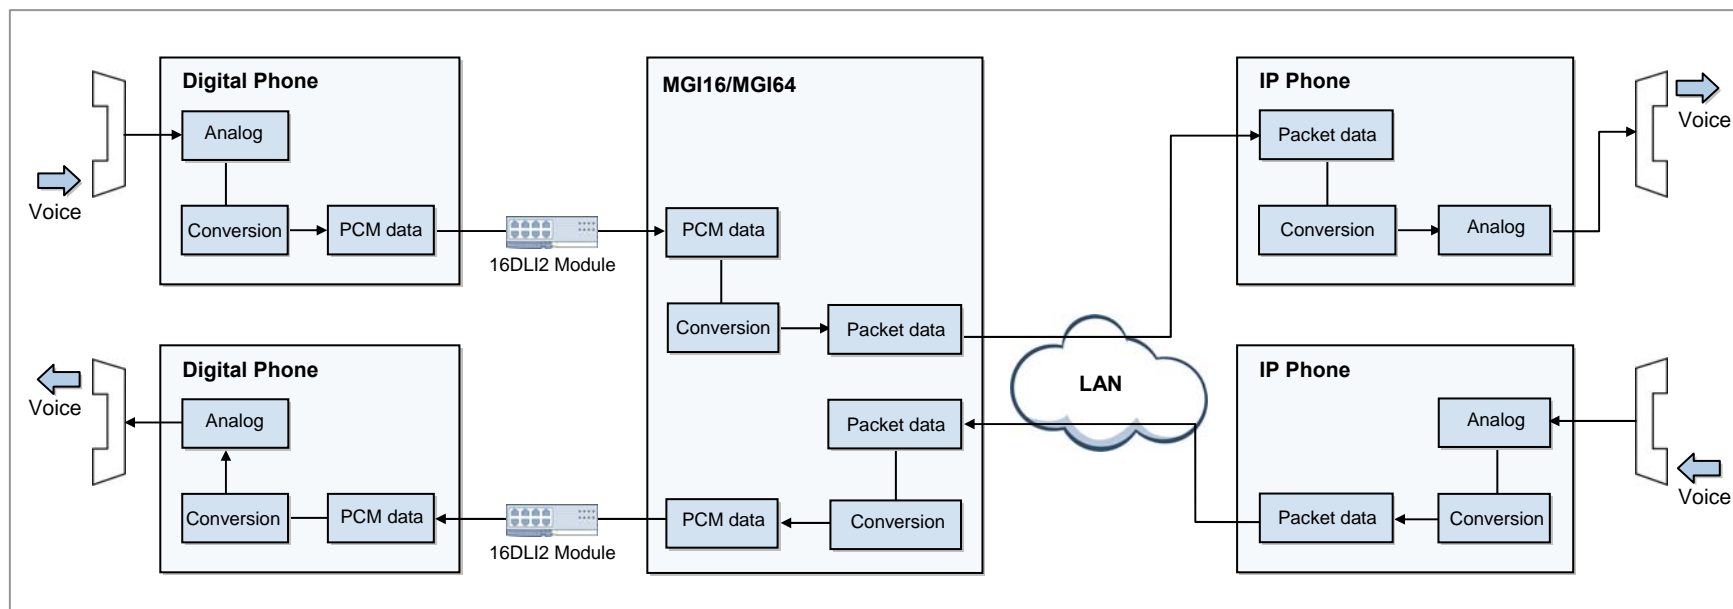 Digital Phone
Analog
Voice
Conversion
PCM data
16DLI2 Module
MGI16/MGI64
PCM data
Conversion
Packet data
IP Phone
Packet data
Conversion
Analog
Voice
LAN
Digital Phone
Voice
Analog
Conversion
PCM data
16DLI2 Module
Packet data
PCM data
Conversion
IP Phone
Analog
Packet data
Conversion
Voice